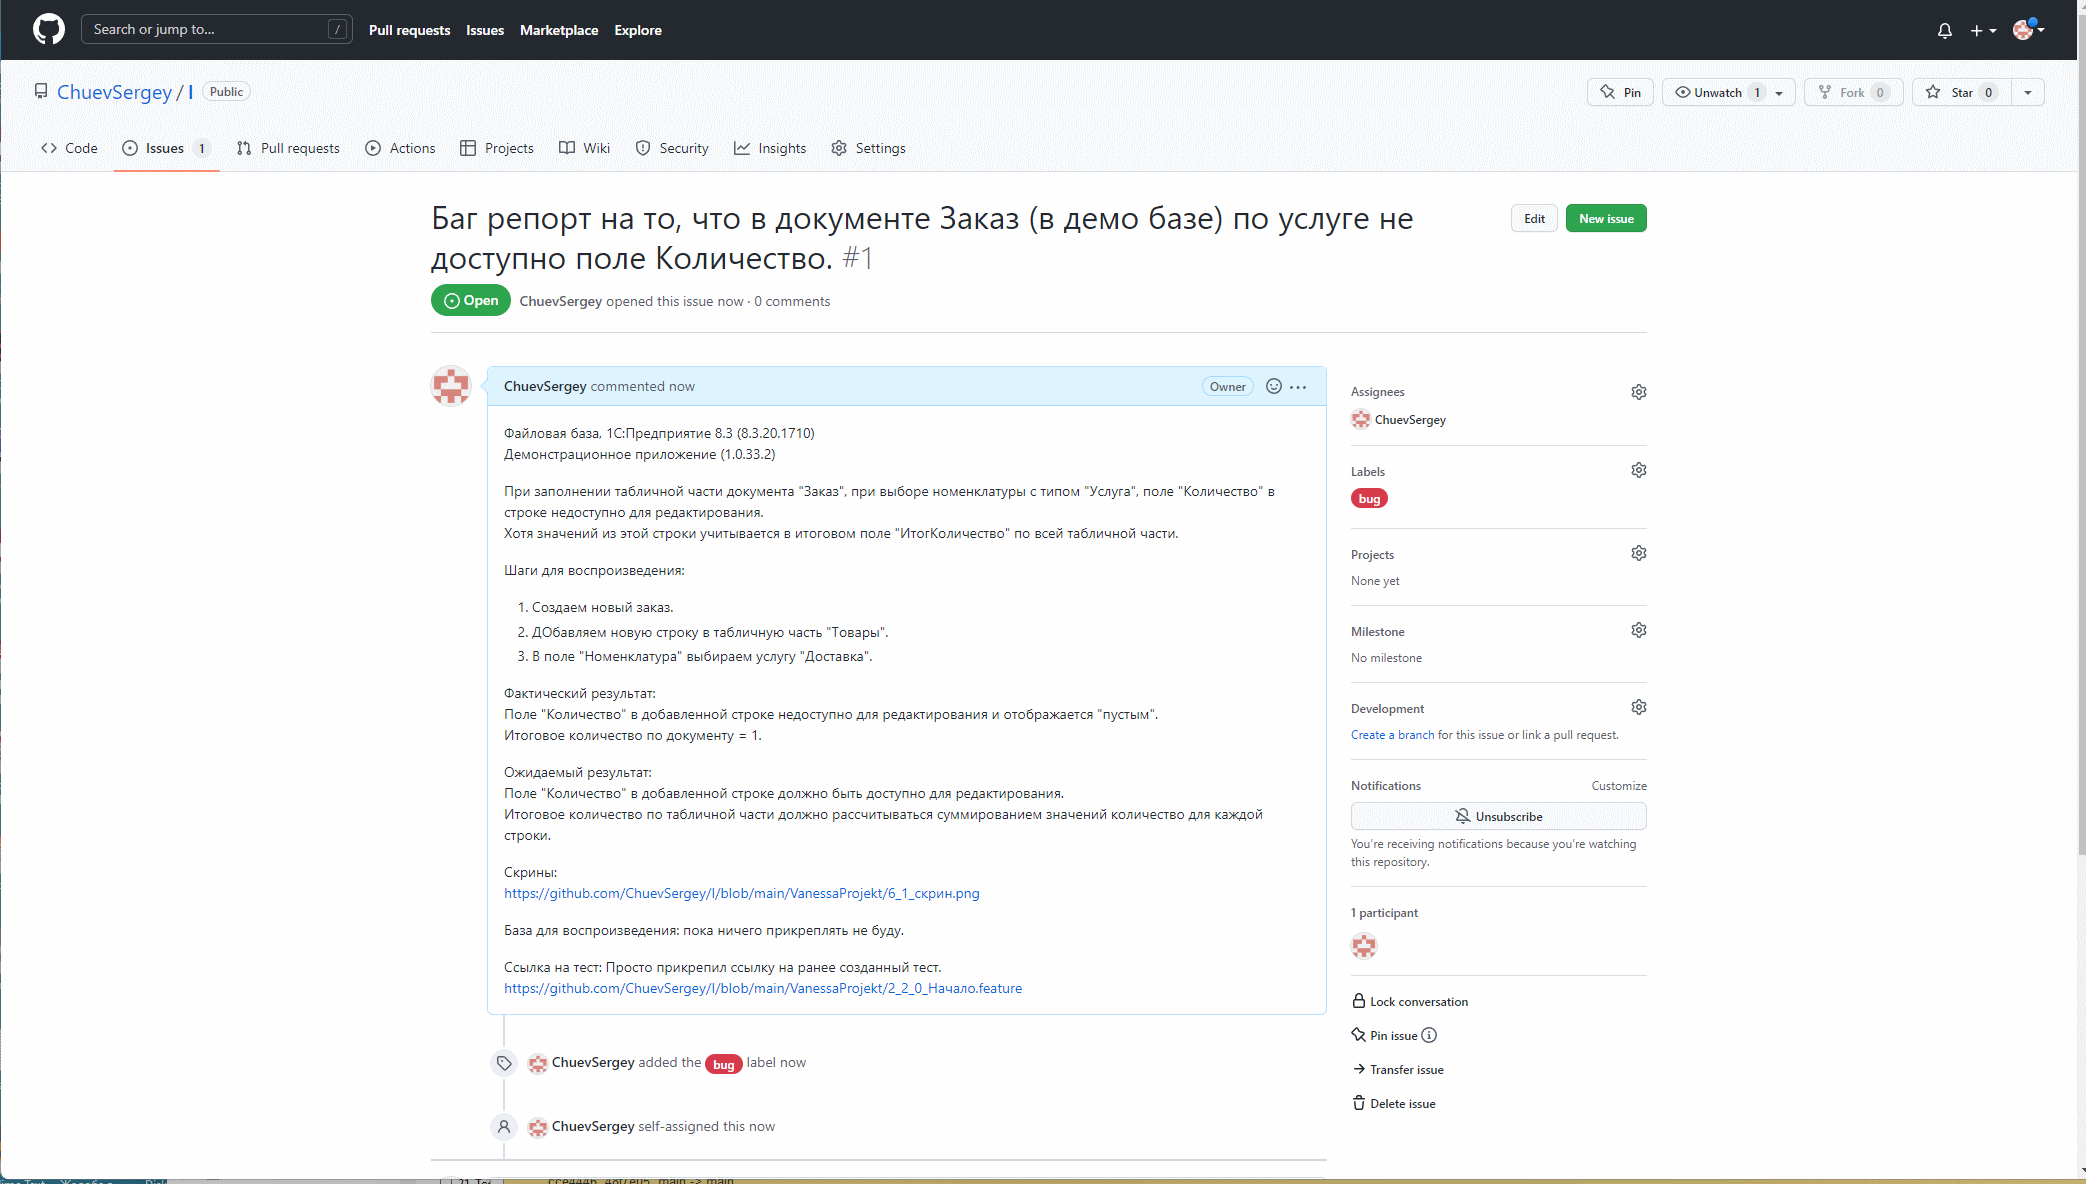 Search or jump to...
/
Pull requests
Issues
Marketplace
Explore
ChuevSergey / I
Public
Pin
Unwatch 1
Fork 0
Star 0
Code
Issues 1
Pull requests
Actions
Projects
Wiki
Security
Insights
Settings
Баг репорт на то, что в документе Заказ (в демо базе) по услуге не
доступно поле Количество. #1
Edit
New issue
Open
ChuevSergey opened this issue now · 0 comments
ChuevSergey commented now
Owner
Файловая база, 1С:Предприятие 8.3 (8.3.20.1710)
Демонстрационное приложение (1.0.33.2)
При заполнении табличной части документа "Заказ", при выборе номенклатуры с типом "Услуга", поле "Количество" в
строке недоступно для редактирования.
Хотя значений из этой строки учитывается в итоговом поле "ИтогКоличество" по всей табличной части.
Шаги для воспроизведения:
1. Создаем новый заказ.
2. ДОбавляем новую строку в табличную часть "Товары".
3. В поле "Номенклатура" выбираем услугу "Доставка".
Фактический результат:
Поле "Количество" в добавленной строке недоступно для редактирования и отображается "пустым".
Итоговое количество по документу = 1.
Ожидаемый результат:
Поле "Количество" в добавленной строке должно быть доступно для редактирования.
Итоговое количество по табличной части должно рассчитываться суммированием значений количество для каждой
строки.
Скрины:
https://github.com/ChuevSergey/I/blob/main/VanessaProjekt/6_1_скрин.png
База для воспроизведения: пока ничего прикреплять не буду.
Ссылка на тест: Просто прикрепил ссылку на ранее созданный тест.
https://github.com/ChuevSergey/I/blob/main/VanessaProjekt/2_2_0_Начало.feature
ChuevSergey added the bug label now
ChuevSergey self-assigned this now
Assignees
ChuevSergey
Labels
bug
Projects
None yet
Milestone
No milestone
Development
Create a branch for this issue or link a pull request.
Notifications
Customize
Unsubscribe
You're receiving notifications because you're watching
this repository.
1 participant
Lock conversation
Pin issue
Transfer issue
Delete issue
main -> main